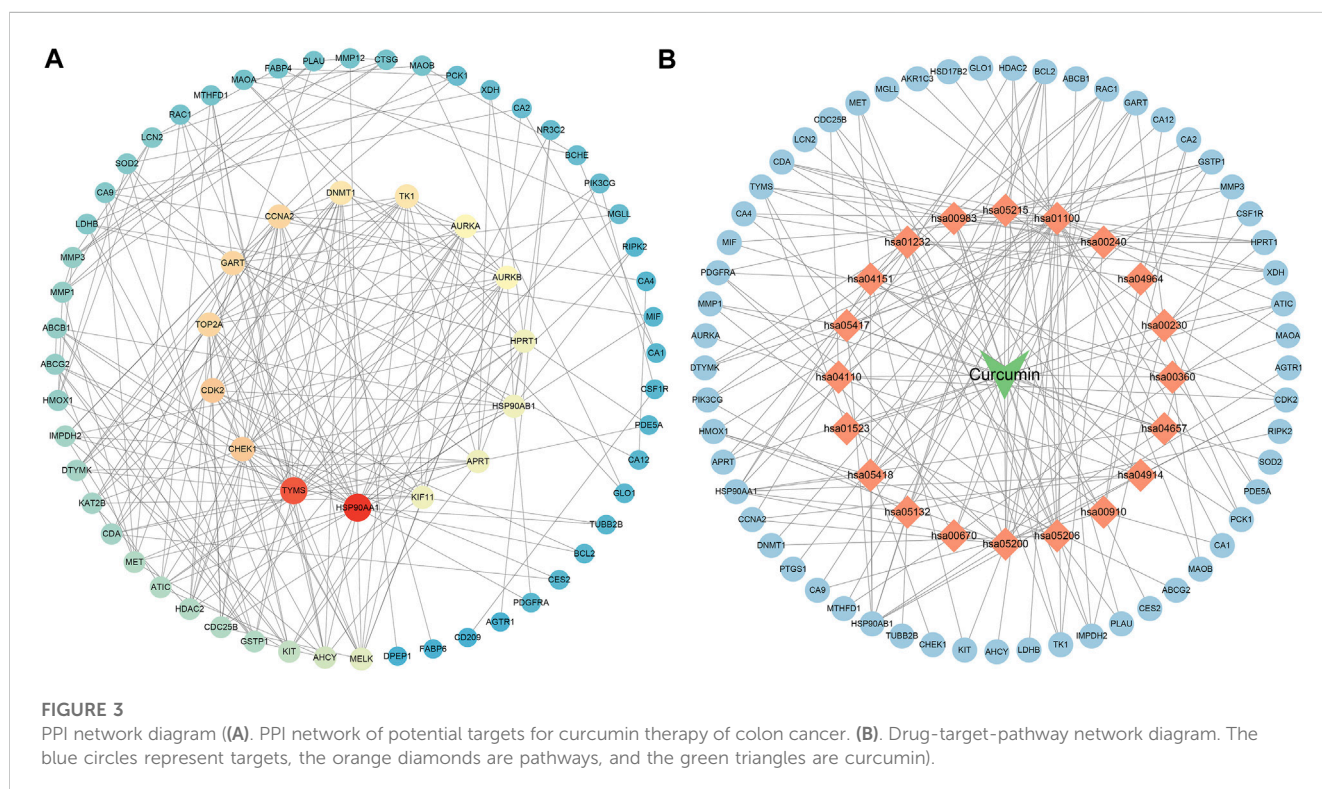 A
B
MMP12
CTSG
PLAU
MAOB
FABP4
PCK1
MAOA
XDH
MTHFD1
CA2
RAC1
NR3C2
LCN2
BCHE
SOD2
PIK3CG
CA9
MGLL
LDHB
RIPK2
MMP3
CA4
MMP1
MIF
ABCB1
CA1
ABCG2
CSF1R
HMOX1
PDE5A
IMPDH2
CA12
DTYMK
GLO1
KAT2B
TUBB2B
CDA
BCL2
MET
CES2
ATIC
PDGFRA
HDAC2
AGTR1
CDC25B
CD209
GSTP1
FABP6
KIT
DPEP1
AHCY
MELK
DNMT1
TK1
CCNA2
AURKA
GART
AURKB
TOP2A
HPRT1
CDK2
HSP90AB1
CHEK1
APRT
TYMS
KIF11
HSP90AA1
GLO1
HDAC2
HSD17B2
BCL2
AKR1C3
ABCB1
MGLL
RAC1
MET
GART
CDC25B
CA12
LCN2
CA2
CDA
GSTP1
TYMS
MMP3
CA4
CSF1R
MIF
HPRT1
PDGFRA
XDH
MMP1
ATIC
AURKA
MAOA
DTYMK
AGTR1
PIK3CG
CDK2
HMOX1
RIPK2
APRT
SOD2
HSP90AA1
PDE5A
CCNA2
PCK1
DNMT1
CA1
PTGS1
MAOB
CA9
ABCG2
MTHFD1
CES2
HSP90AB1
PLAU
TUBB2B
IMPDH2
CHEK1
TK1
KIT
LDHB
AHCY
hsa05215
hsa00983
hsa01100
hsa01232
hsa00240
hsa04151
hsa04964
hsa05417
hsa00230
hsa04110
hsa00360
hsa01523
hsa04657
hsa05418
hsa04914
hsa05132
hsa00910
hsa00670
hsa05206
hsa05200
Curcumin
FIGURE 3
PPI network diagram ((A). PPI network of potential targets for curcumin therapy of colon cancer. (B). Drug-target-pathway network diagram. The
blue circles represent targets, the orange diamonds are pathways, and the green triangles are curcumin).